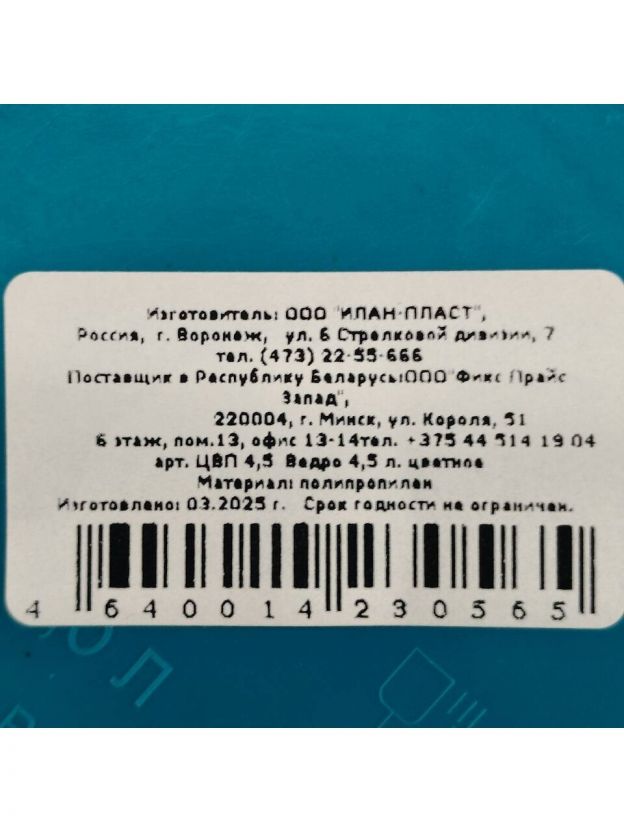 Изготовитель: ООО "ИЛАН-ПЛАСТ",
Россия, г. Воронеж, ул. 6 Стрелковой дивизии, 7
тел. (473) 22-55-666
Поставщик в Республику Беларусь:ООО"Фикс Прайс
Запад",
220004, г. Минск, ул. Короля, 51
6 этаж, пом.13, офис 13-14тел. +375 44 514 19 04
арт. ЦВП 4,5 Ведро 4,5 л. цветное
Материал: полипропилен
Изготовлено: 03.2025 г. Срок годности не ограничен.
4 640014 230565